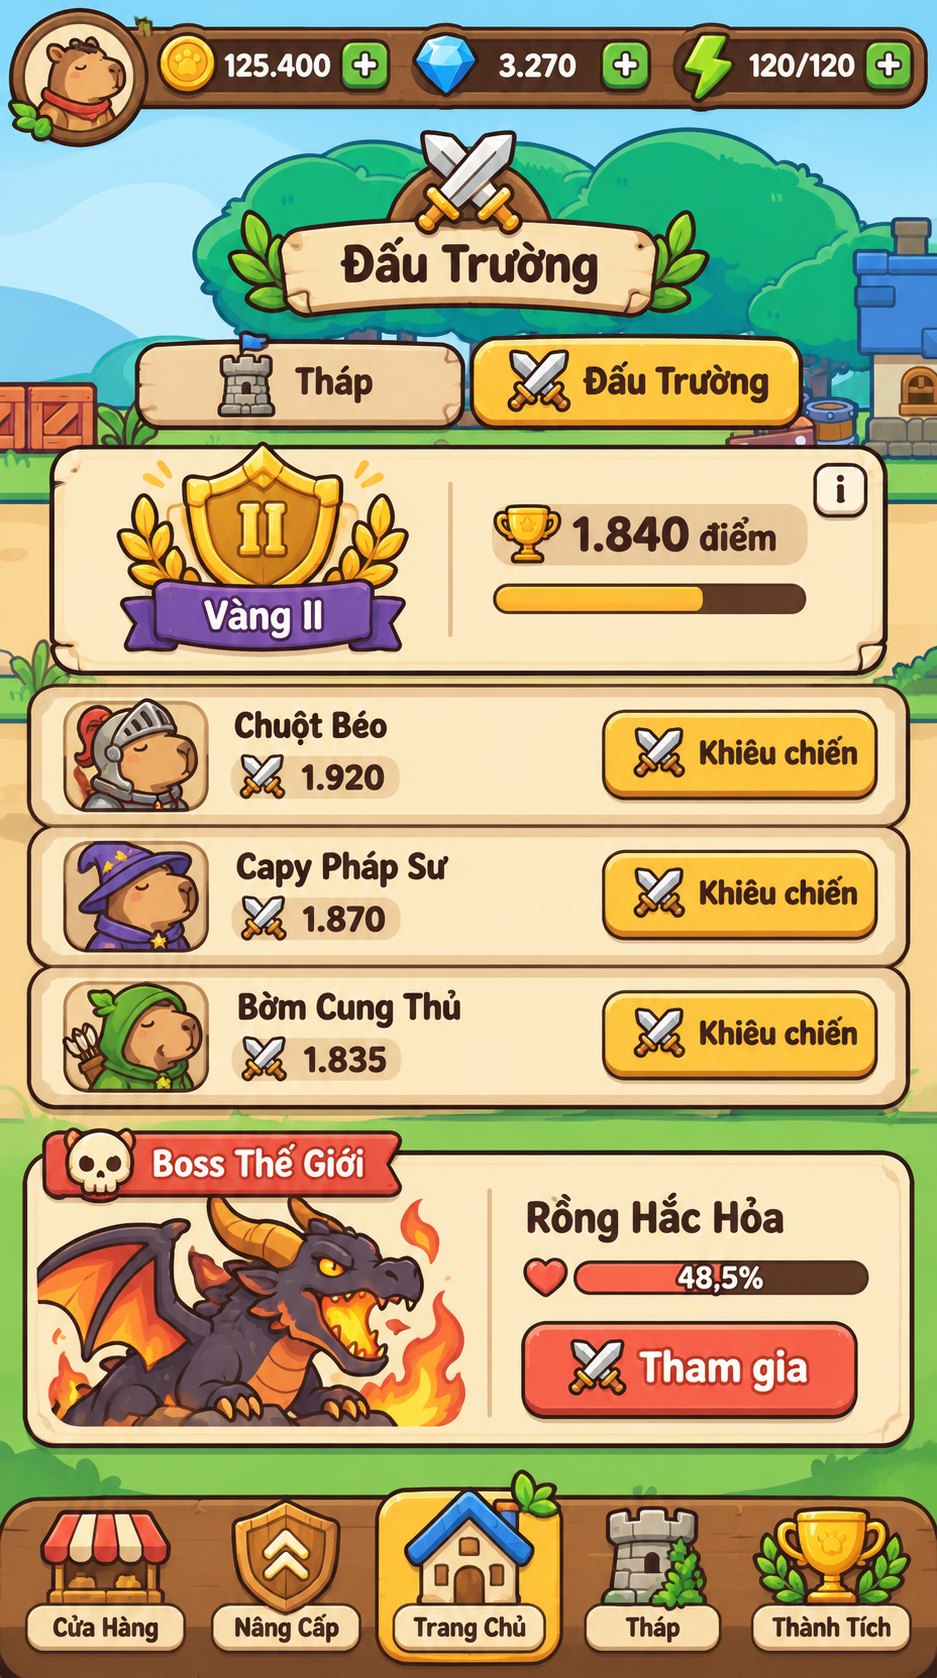 125.400
3.270
120/120
Đấu Trường
Tháp
Đấu Trường
II
i
1.840 điểm
Vàng II
Chuột Béo
1.920
Khiêu chiến
Capy Pháp Sư
1.870
Khiêu chiến
Bờm Cung Thủ
1.835
Khiêu chiến
Boss Thế Giới
Rồng Hắc Hỏa
48,5%
Tham gia
Cửa Hàng
Nâng Cấp
Trang Chủ
Tháp
Thành Tích